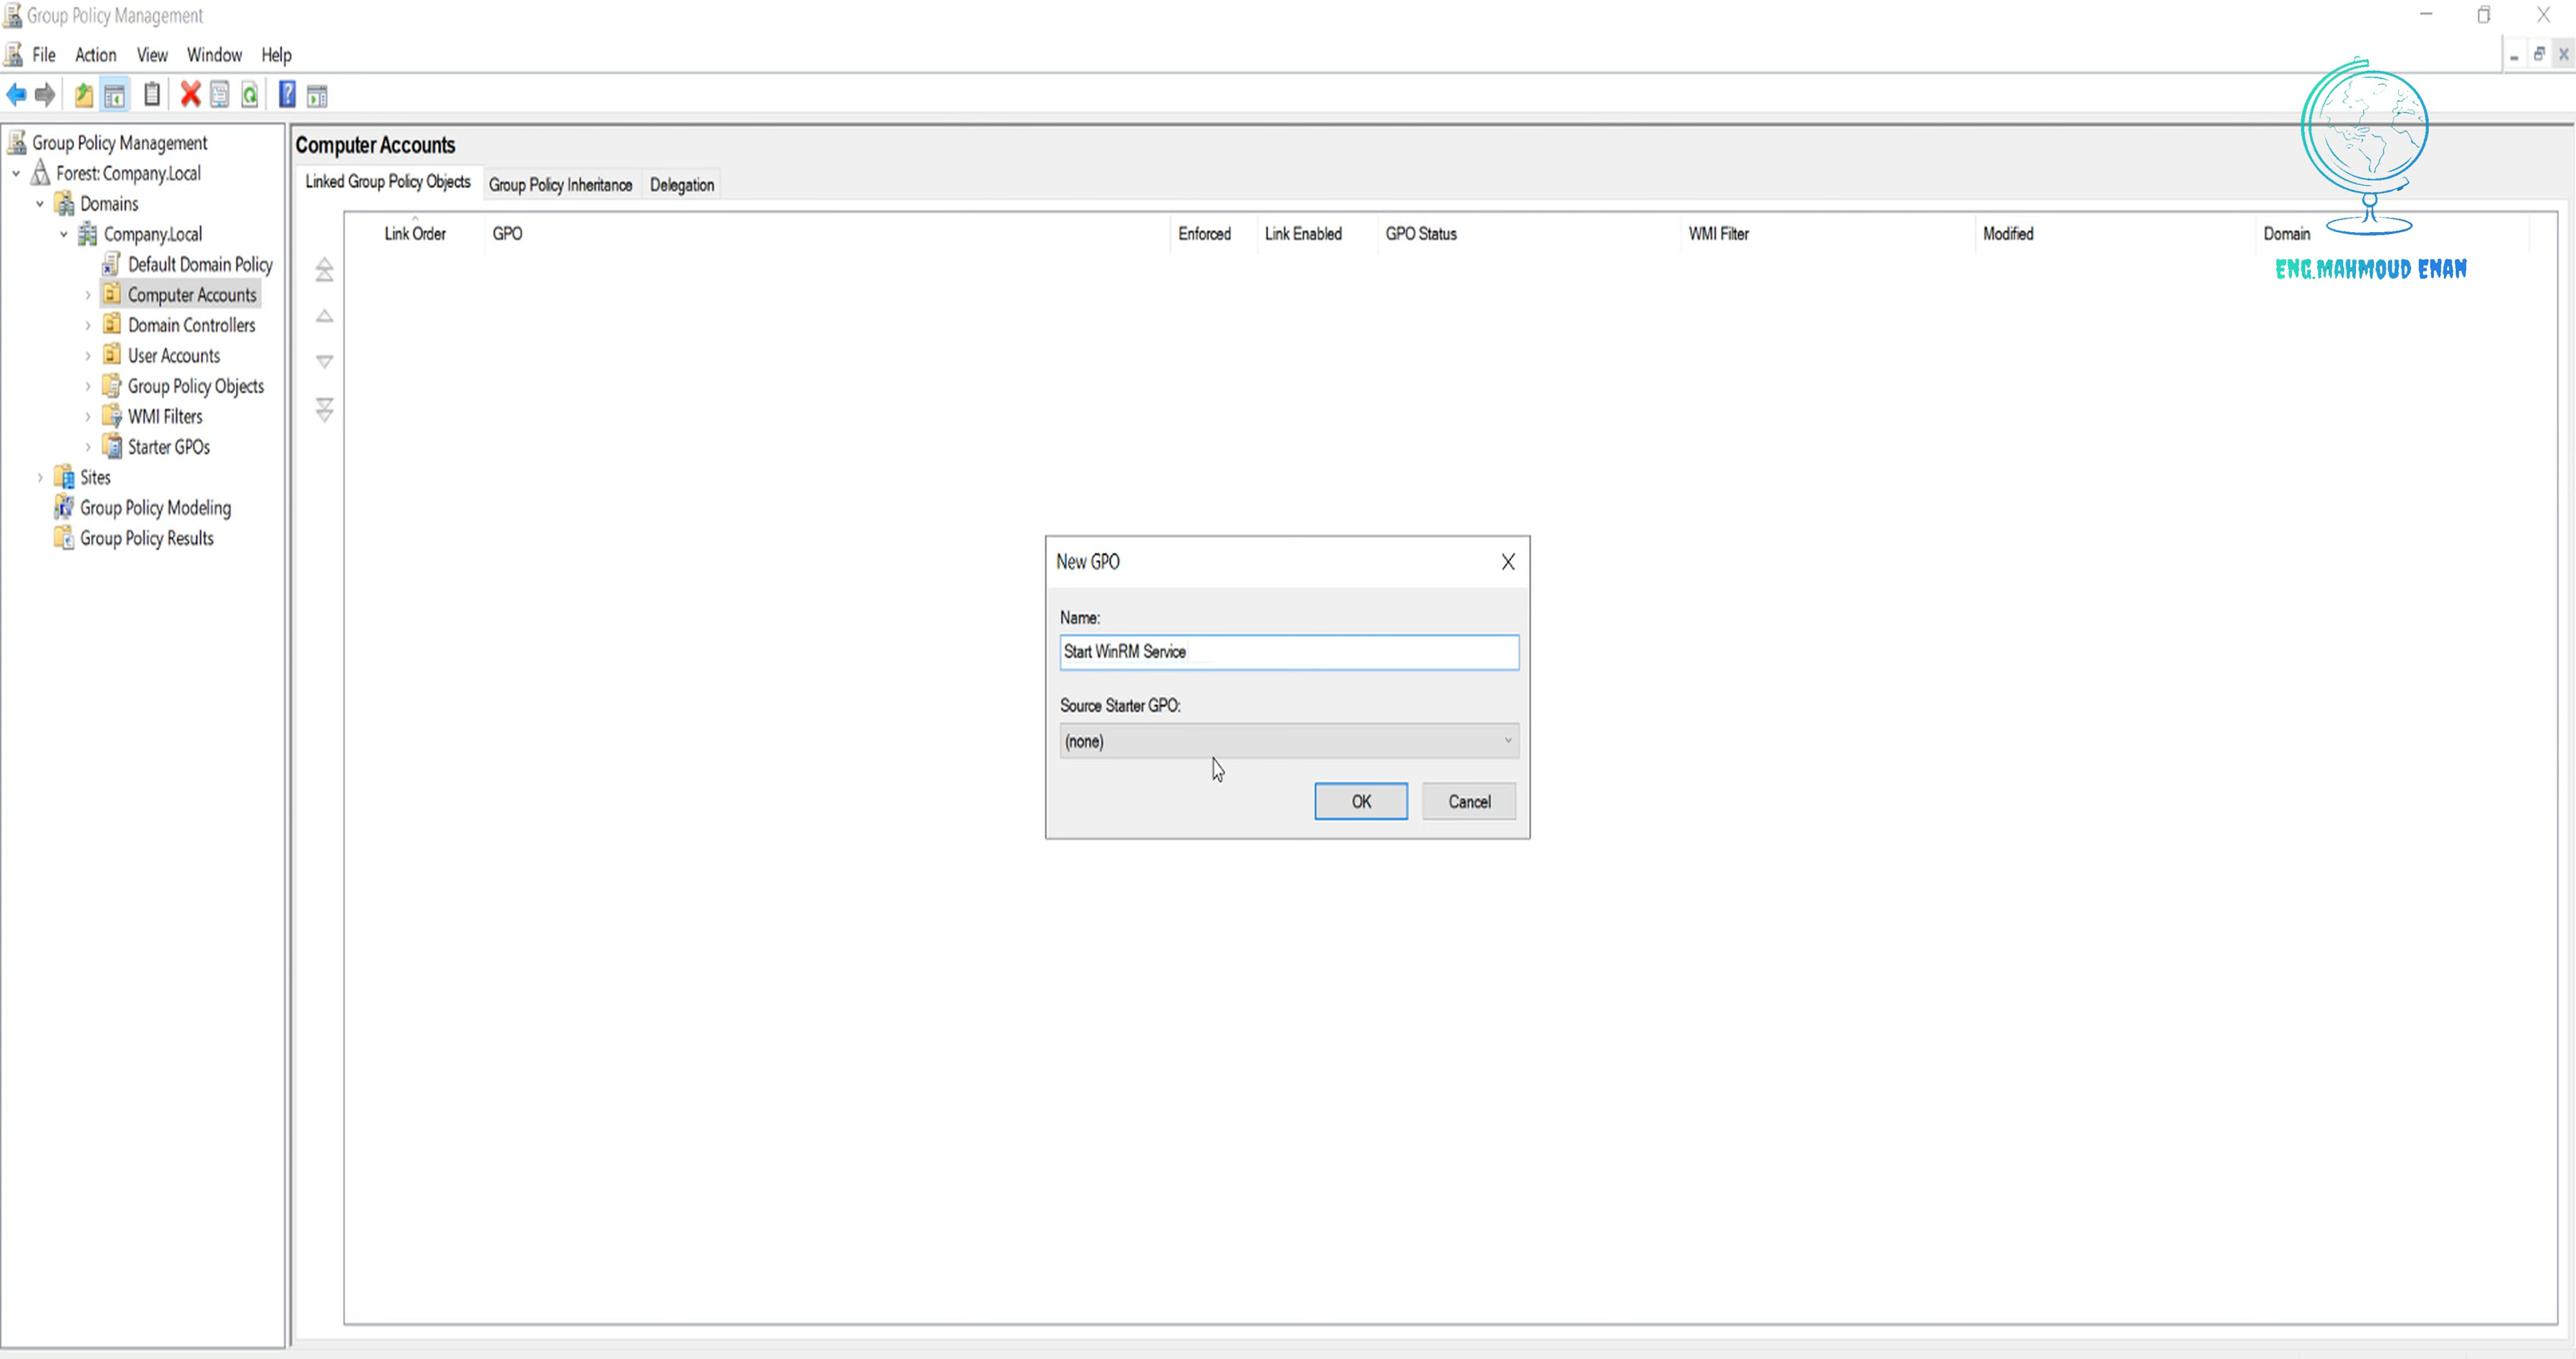 Group Policy Management
File Action View Window Help
Group Policy Management
Forest: Company.Local
Domains
Company.Local
Default Domain Policy
Computer Accounts
Domain Controllers
User Accounts
Group Policy Objects
WMI Filters
Starter GPOs
Sites
Group Policy Modeling
Group Policy Results
Computer Accounts
Linked Group Policy Objects Group Policy Inheritance Delegation
Link Order GPO Enforced Link Enabled GPO Status WMI Filter Modified Domain
ENG.MAHMOUD ENAN
New GPO
Name:
Start WinRM Service
Source Starter GPO:
(none)
OK Cancel